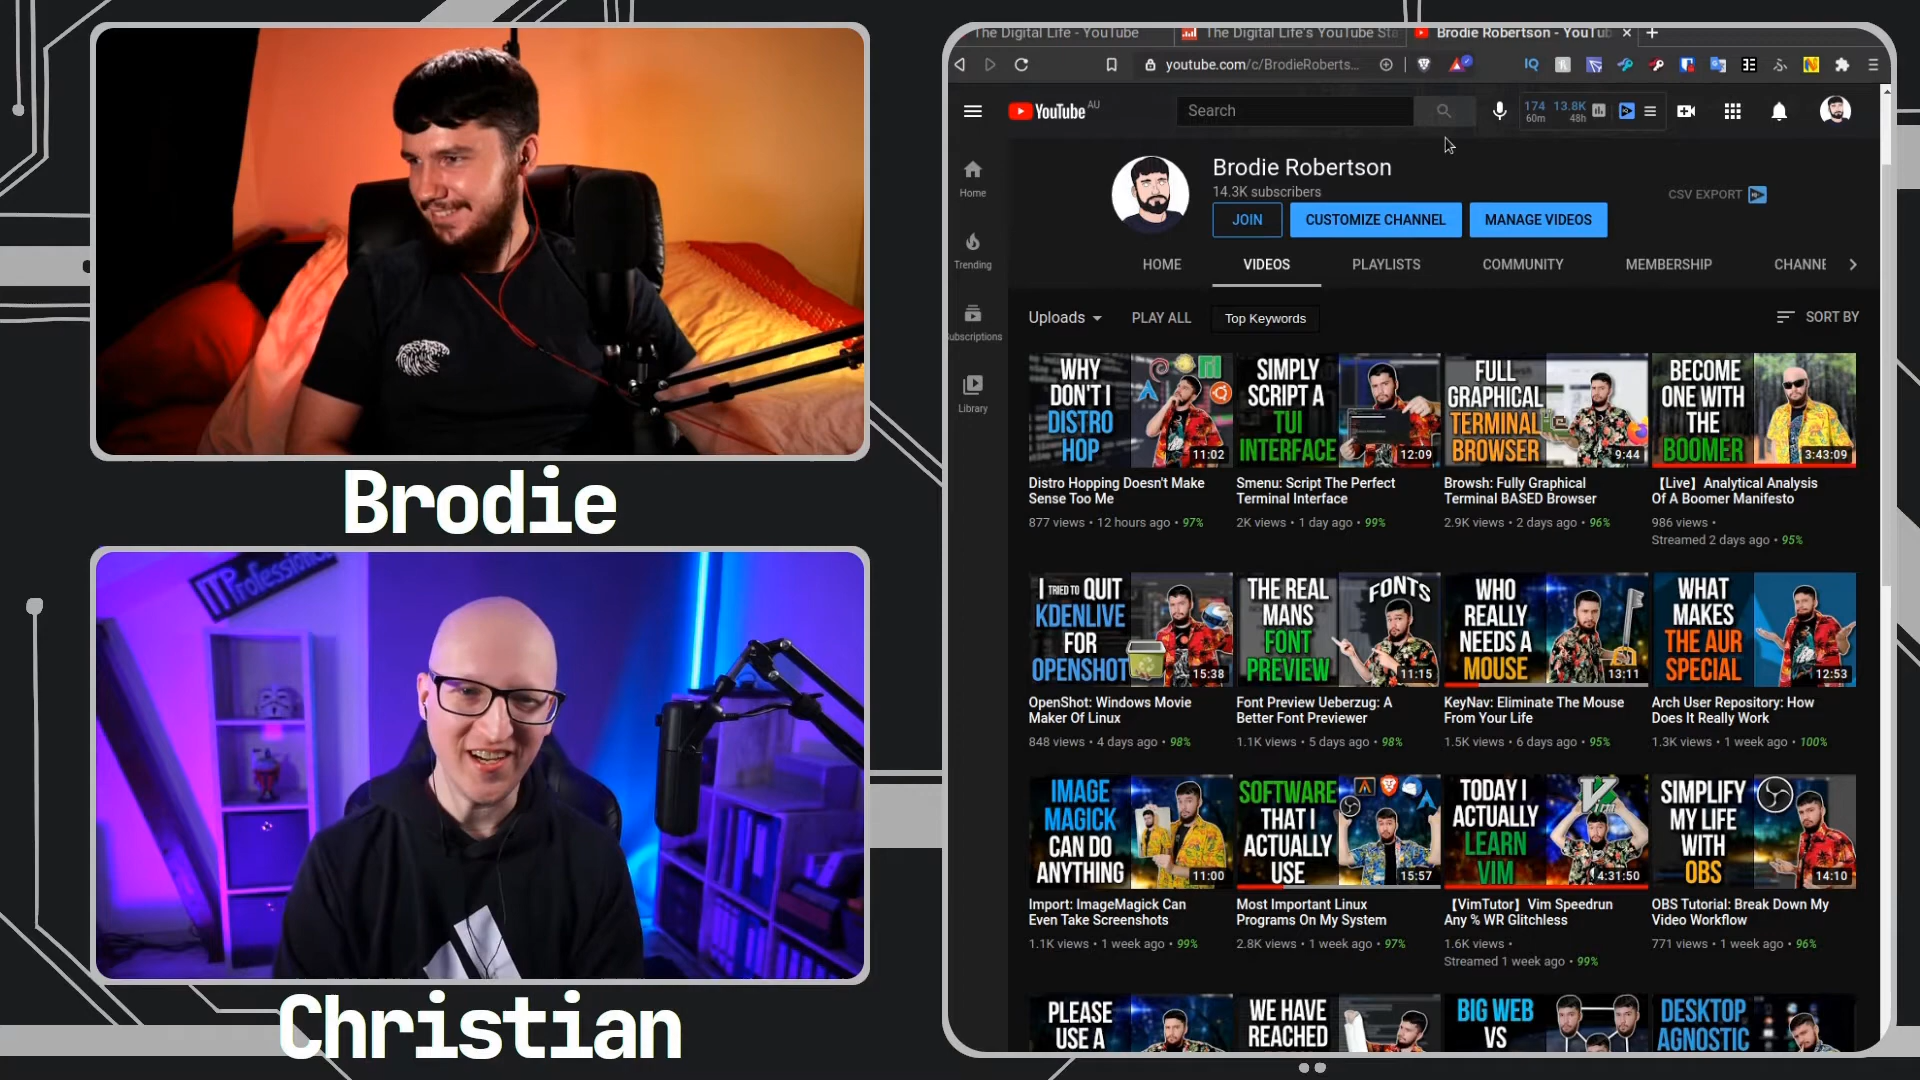 ITProfessional
Brodie
Christian
The Digital Life - YouTube
The Digital Life's YouTube Sta
Brodie Robertson - YouTub
youtube.com/c/BrodieRoberts...
YouTube AU
Search
174
60m
13.8K
48h
Home
Trending
ubscriptions
Library
Brodie Robertson
14.3K subscribers
CSV EXPORT
JOIN
CUSTOMIZE CHANNEL
MANAGE VIDEOS
HOME
VIDEOS
PLAYLISTS
COMMUNITY
MEMBERSHIP
CHANNE
Uploads
PLAY ALL
Top Keywords
SORT BY
WHY
DON'T I
DISTRO
HOP
11:02
Distro Hopping Doesn't Make
Sense Too Me
877 views • 12 hours ago • 97%
SIMPLY
SCRIPT A
TUI
INTERFACE
12:09
Smenu: Script The Perfect
Terminal Interface
2K views • 1 day ago • 99%
FULL
GRAPHICAL
TERMINAL
BROWSER
9:44
Browsh: Fully Graphical
Terminal BASED Browser
2.9K views • 2 days ago • 96%
BECOME
ONE WITH
THE
BOOMER
3:43:09
【Live】Analytical Analysis
Of A Boomer Manifesto
986 views •
Streamed 2 days ago • 95%
I TRIED TO QUIT
KDENLIVE
FOR
OPENSHOT
15:38
OpenShot: Windows Movie
Maker Of Linux
848 views • 4 days ago • 98%
THE REAL
MANS
FONT
PREVIEW
FONTS
11:15
Font Preview Ueberzug: A
Better Font Previewer
1.1K views • 5 days ago • 98%
WHO
REALLY
NEEDS A
MOUSE
13:11
KeyNav: Eliminate The Mouse
From Your Life
1.5K views • 6 days ago • 95%
WHAT
MAKES
THE AUR
SPECIAL
12:53
Arch User Repository: How
Does It Really Work
1.3K views • 1 week ago • 100%
IMAGE
MAGICK
CAN DO
ANYTHING
11:00
Import: ImageMagick Can
Even Take Screenshots
1.1K views • 1 week ago • 99%
SOFTWARE
THAT I
ACTUALLY
USE
15:57
Most Important Linux
Programs On My System
2.8K views • 1 week ago • 97%
TODAY I
ACTUALLY
LEARN
VIM
Vim
4:31:50
【VimTutor】Vim Speedrun
Any % WR Glitchless
1.6K views •
Streamed 1 week ago • 99%
SIMPLIFY
MY LIFE
WITH
OBS
14:10
OBS Tutorial: Break Down My
Video Workflow
771 views • 1 week ago • 96%
PLEASE
USE A
WE HAVE
REACHED
BIG WEB
VS
DESKTOP
AGNOSTIC